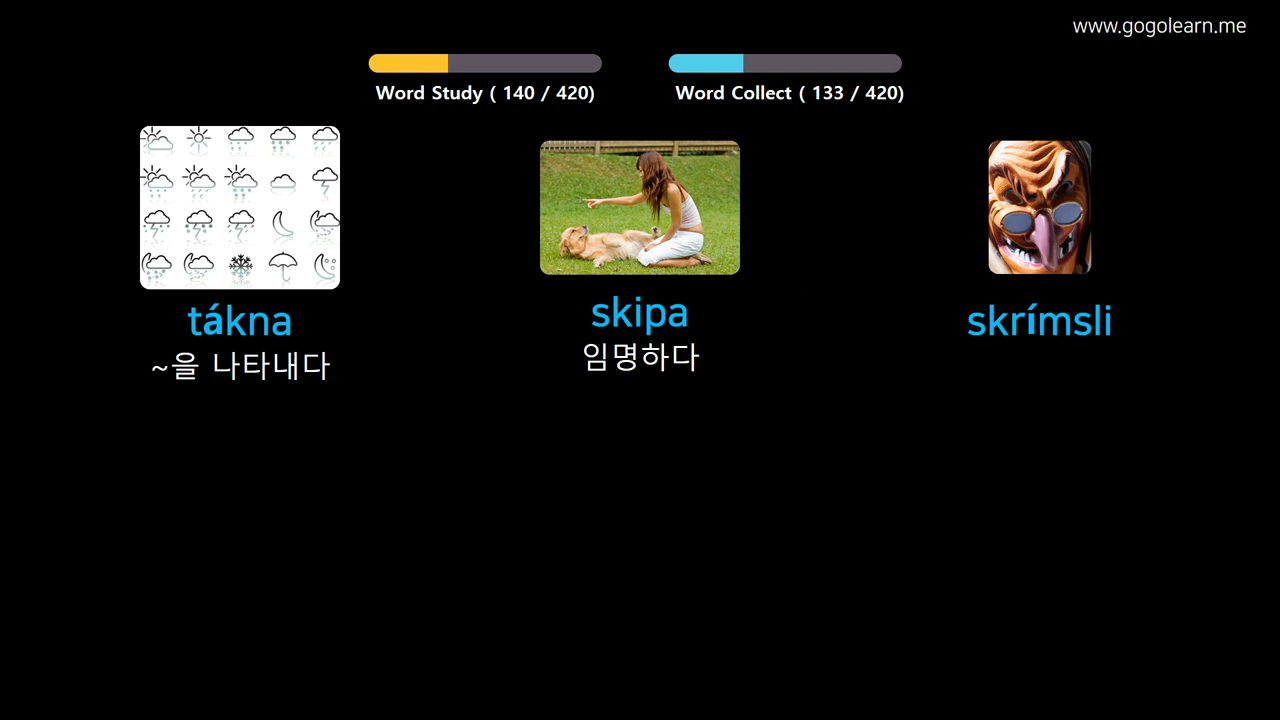 www.gogolearn.me
Word Study ( 140 / 420)
Word Collect ( 133 / 420)
tákna
~을 나타내다
skipa
임명하다
skrímsli